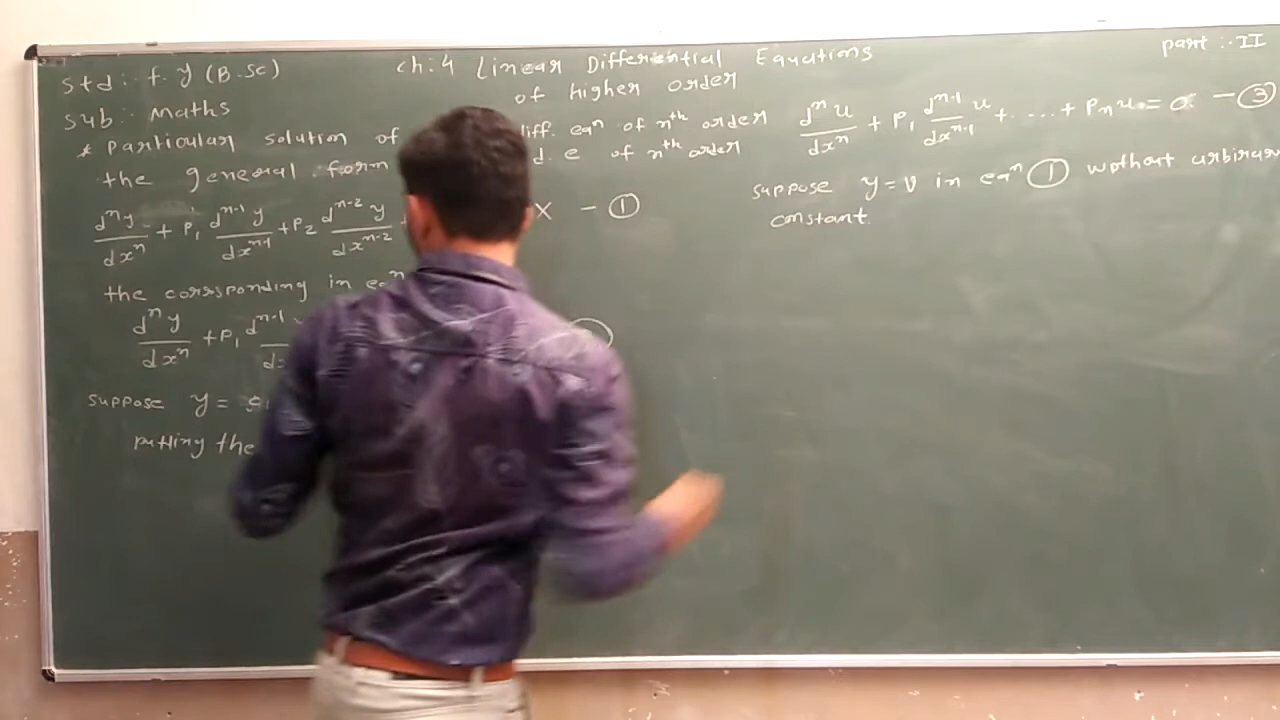 part :- II
Std :- f. y (B.Sc)
ch:4 Linear Differential Equations
of higher order
Sub : Maths
* Particular solution of diff. eqⁿ of nᵗʰ order
the general form d. e of nᵗʰ order
dⁿy/dxⁿ + P₁ dⁿ⁻¹y/dxⁿ⁻¹ + P₂ dⁿ⁻²y/dxⁿ⁻² X - ①
the corrsponding in eqⁿ
dⁿy/dxⁿ + P₁ dⁿ⁻¹
suppose y =
putting the
dⁿu/dxⁿ + P₁ dⁿ⁻¹u/dxⁿ⁻¹ + ..... + Pₙu = 0. - ③
suppose y = v in eqⁿ ① wothout
constant.